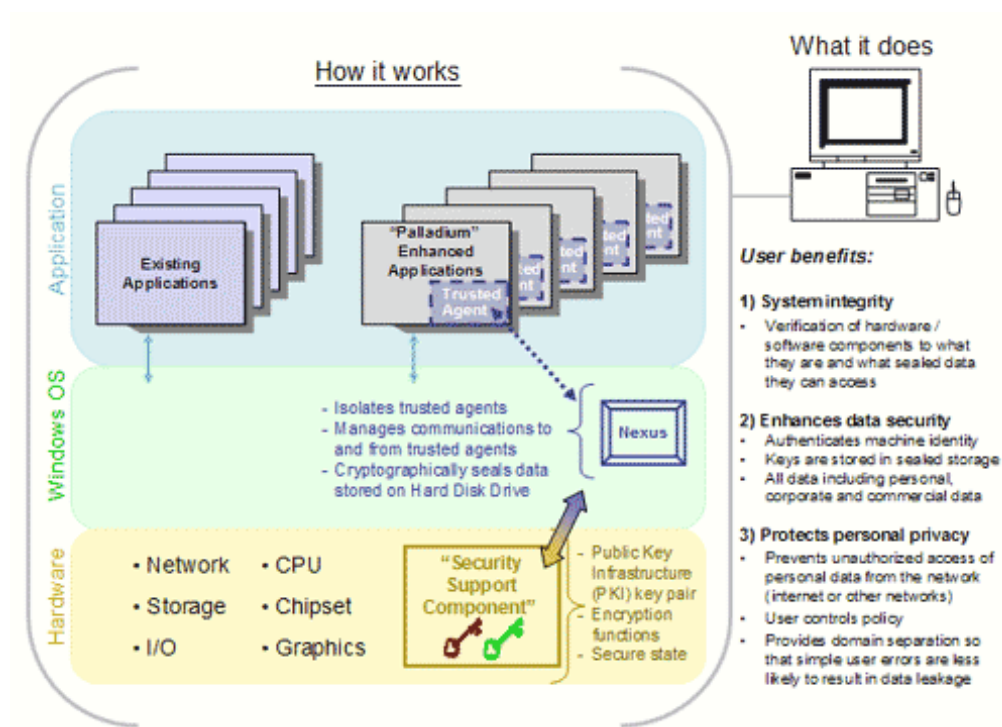 How it works
Application
Existing
Applications
"Palladium"
Enhanced
Applications
Trusted
Agent
Trusted
Windows OS
- Isolates trusted agents
- Manages communications to
and from trusted agents
- Cryptographically seals data
stored on Hard Disk Drive
Nexus
Hardware
• Network
• Storage
• I/O
• CPU
• Chipset
• Graphics
"Security
Support
Component"
- Public Key
Infrastructure
(PKI) key pair
- Encryption
functions
- Secure state
What it does
User benefits:
1) System integrity
• Verification of hardware /
software components to what
they are and what sealed data
they can access
2) Enhances data security
• Authenticates machine identity
• Keys are stored in sealed storage
• All data including personal,
corporate and commercial data
3) Protects personal privacy
• Prevents unauthorized access of
personal data from the network
(internet or other networks)
• User controls policy
• Provides domain separation so
that simple user errors are less
likely to result in data leakage